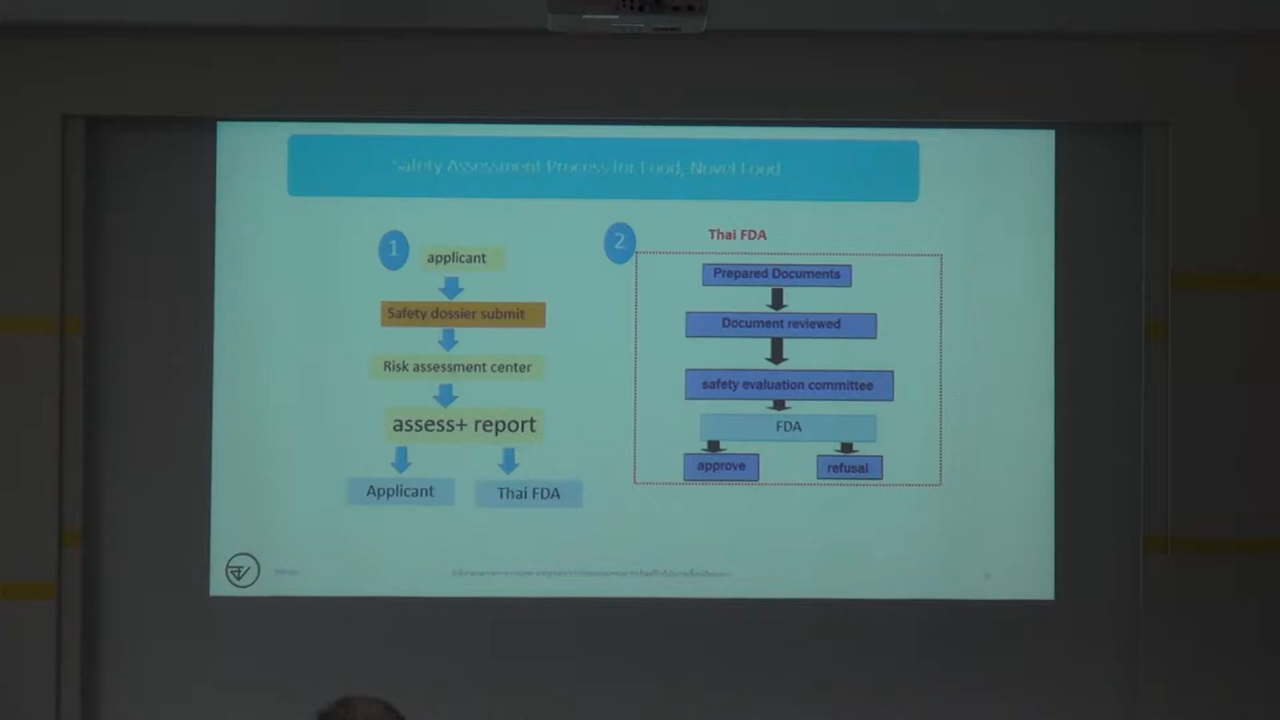 Safety Assessment Process for Food, Novel Food
1
applicant
Safety dossier submit
Risk assessment center
assess+ report
Applicant
Thai FDA
2
Thai FDA
Prepared Documents
Document reviewed
safety evaluation committee
FDA
approve
refusal